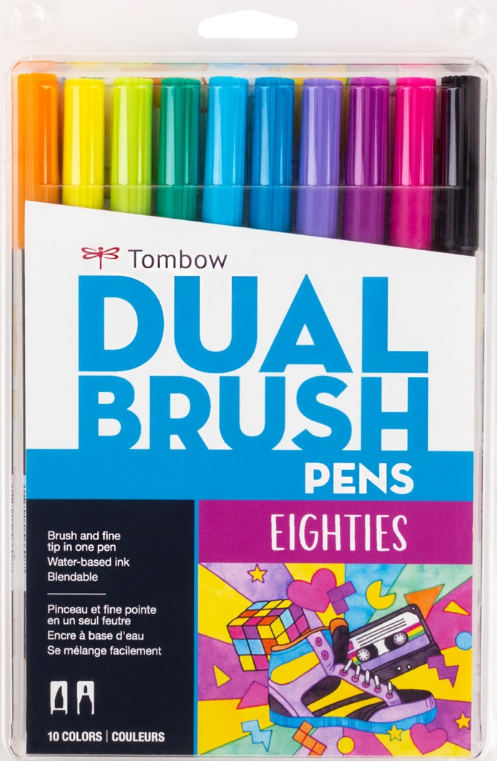 Tombow
DUAL
BRUSH
PENS
EIGHTIES
Brush and fine
tip in one pen
Water-based ink
Blendable
Pinceau et fine pointe
en un seul feutre
Encre à base d'eau
Se mélange facilement
10 COLORS | COULEURS